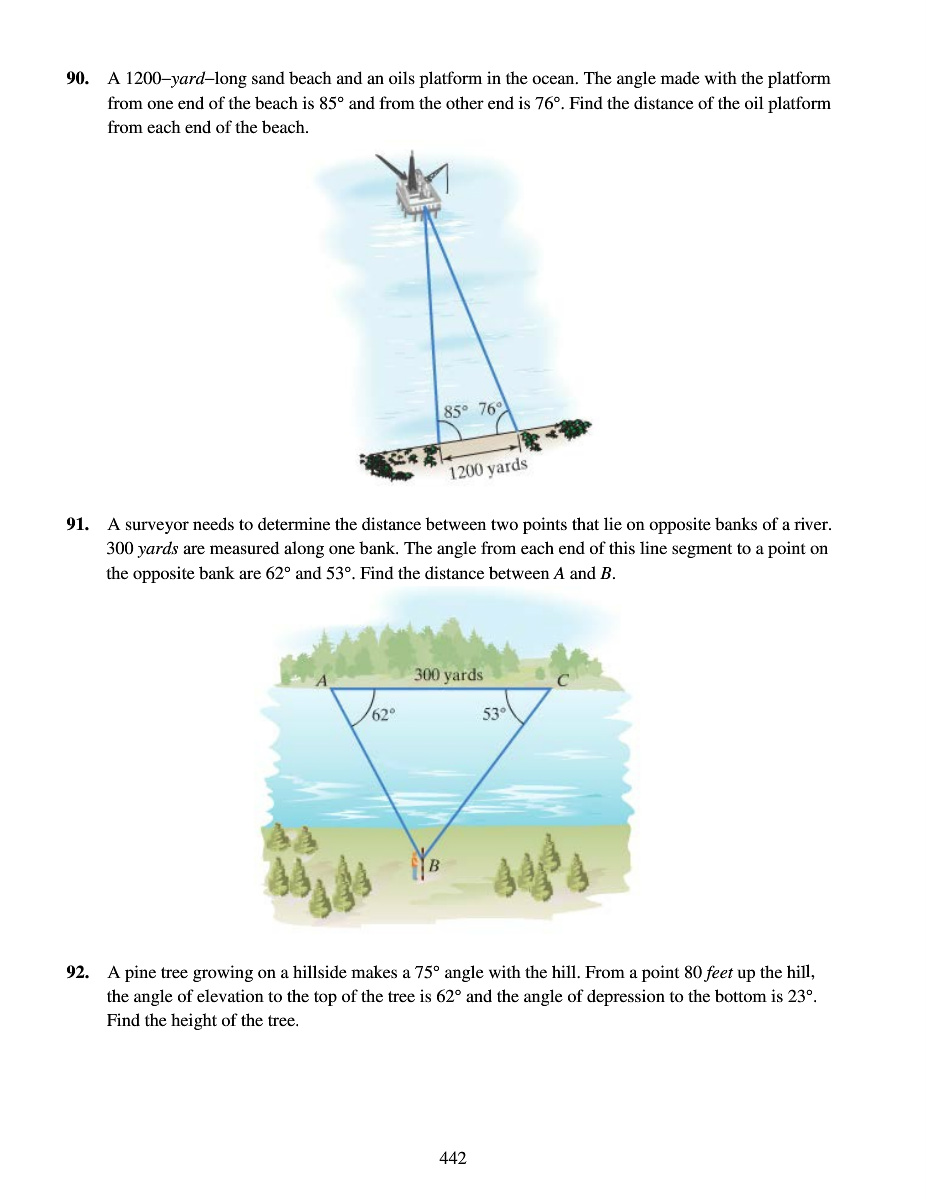 90. A 1200–yard–long sand beach and an oils platform in the ocean. The angle made with the platform
from one end of the beach is 85° and from the other end is 76°. Find the distance of the oil platform
from each end of the beach.
85° 76°
1200 yards
91. A surveyor needs to determine the distance between two points that lie on opposite banks of a river.
300 yards are measured along one bank. The angle from each end of this line segment to a point on
the opposite bank are 62° and 53°. Find the distance between A and B.
A 300 yards C
62° 53°
B
92. A pine tree growing on a hillside makes a 75° angle with the hill. From a point 80 feet up the hill,
the angle of elevation to the top of the tree is 62° and the angle of depression to the bottom is 23°.
Find the height of the tree.
442